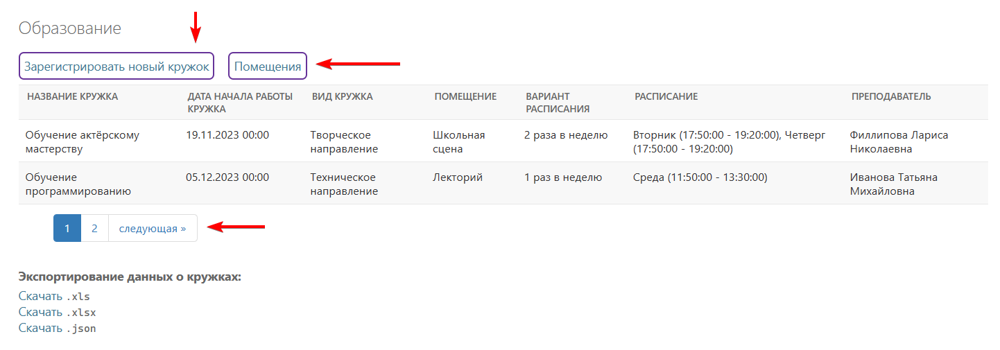 Образование
Зарегистрировать новый кружок Помещения
НАЗВАНИЕ КРУЖКА ДАТА НАЧАЛА РАБОТЫ КРУЖКА ВИД КРУЖКА ПОМЕЩЕНИЕ ВАРИАНТ РАСПИСАНИЯ РАСПИСАНИЕ ПРЕПОДАВАТЕЛЬ
Обучение актёрскому 19.11.2023 00:00 Творческое Школьная 2 раза в неделю Вторник (17:50:00 - 19:20:00), Четверг Филлипова Лариса
мастерству направление сцена (17:50:00 - 19:20:00) Николаевна
Обучение 05.12.2023 00:00 Техническое Лекторий 1 раз в неделю Среда (11:50:00 - 13:30:00) Иванова Татьяна
программированию направление Михайловна
1 2 следующая »
Экспортирование данных о кружках:
Скачать .xls
Скачать .xlsx
Скачать .json